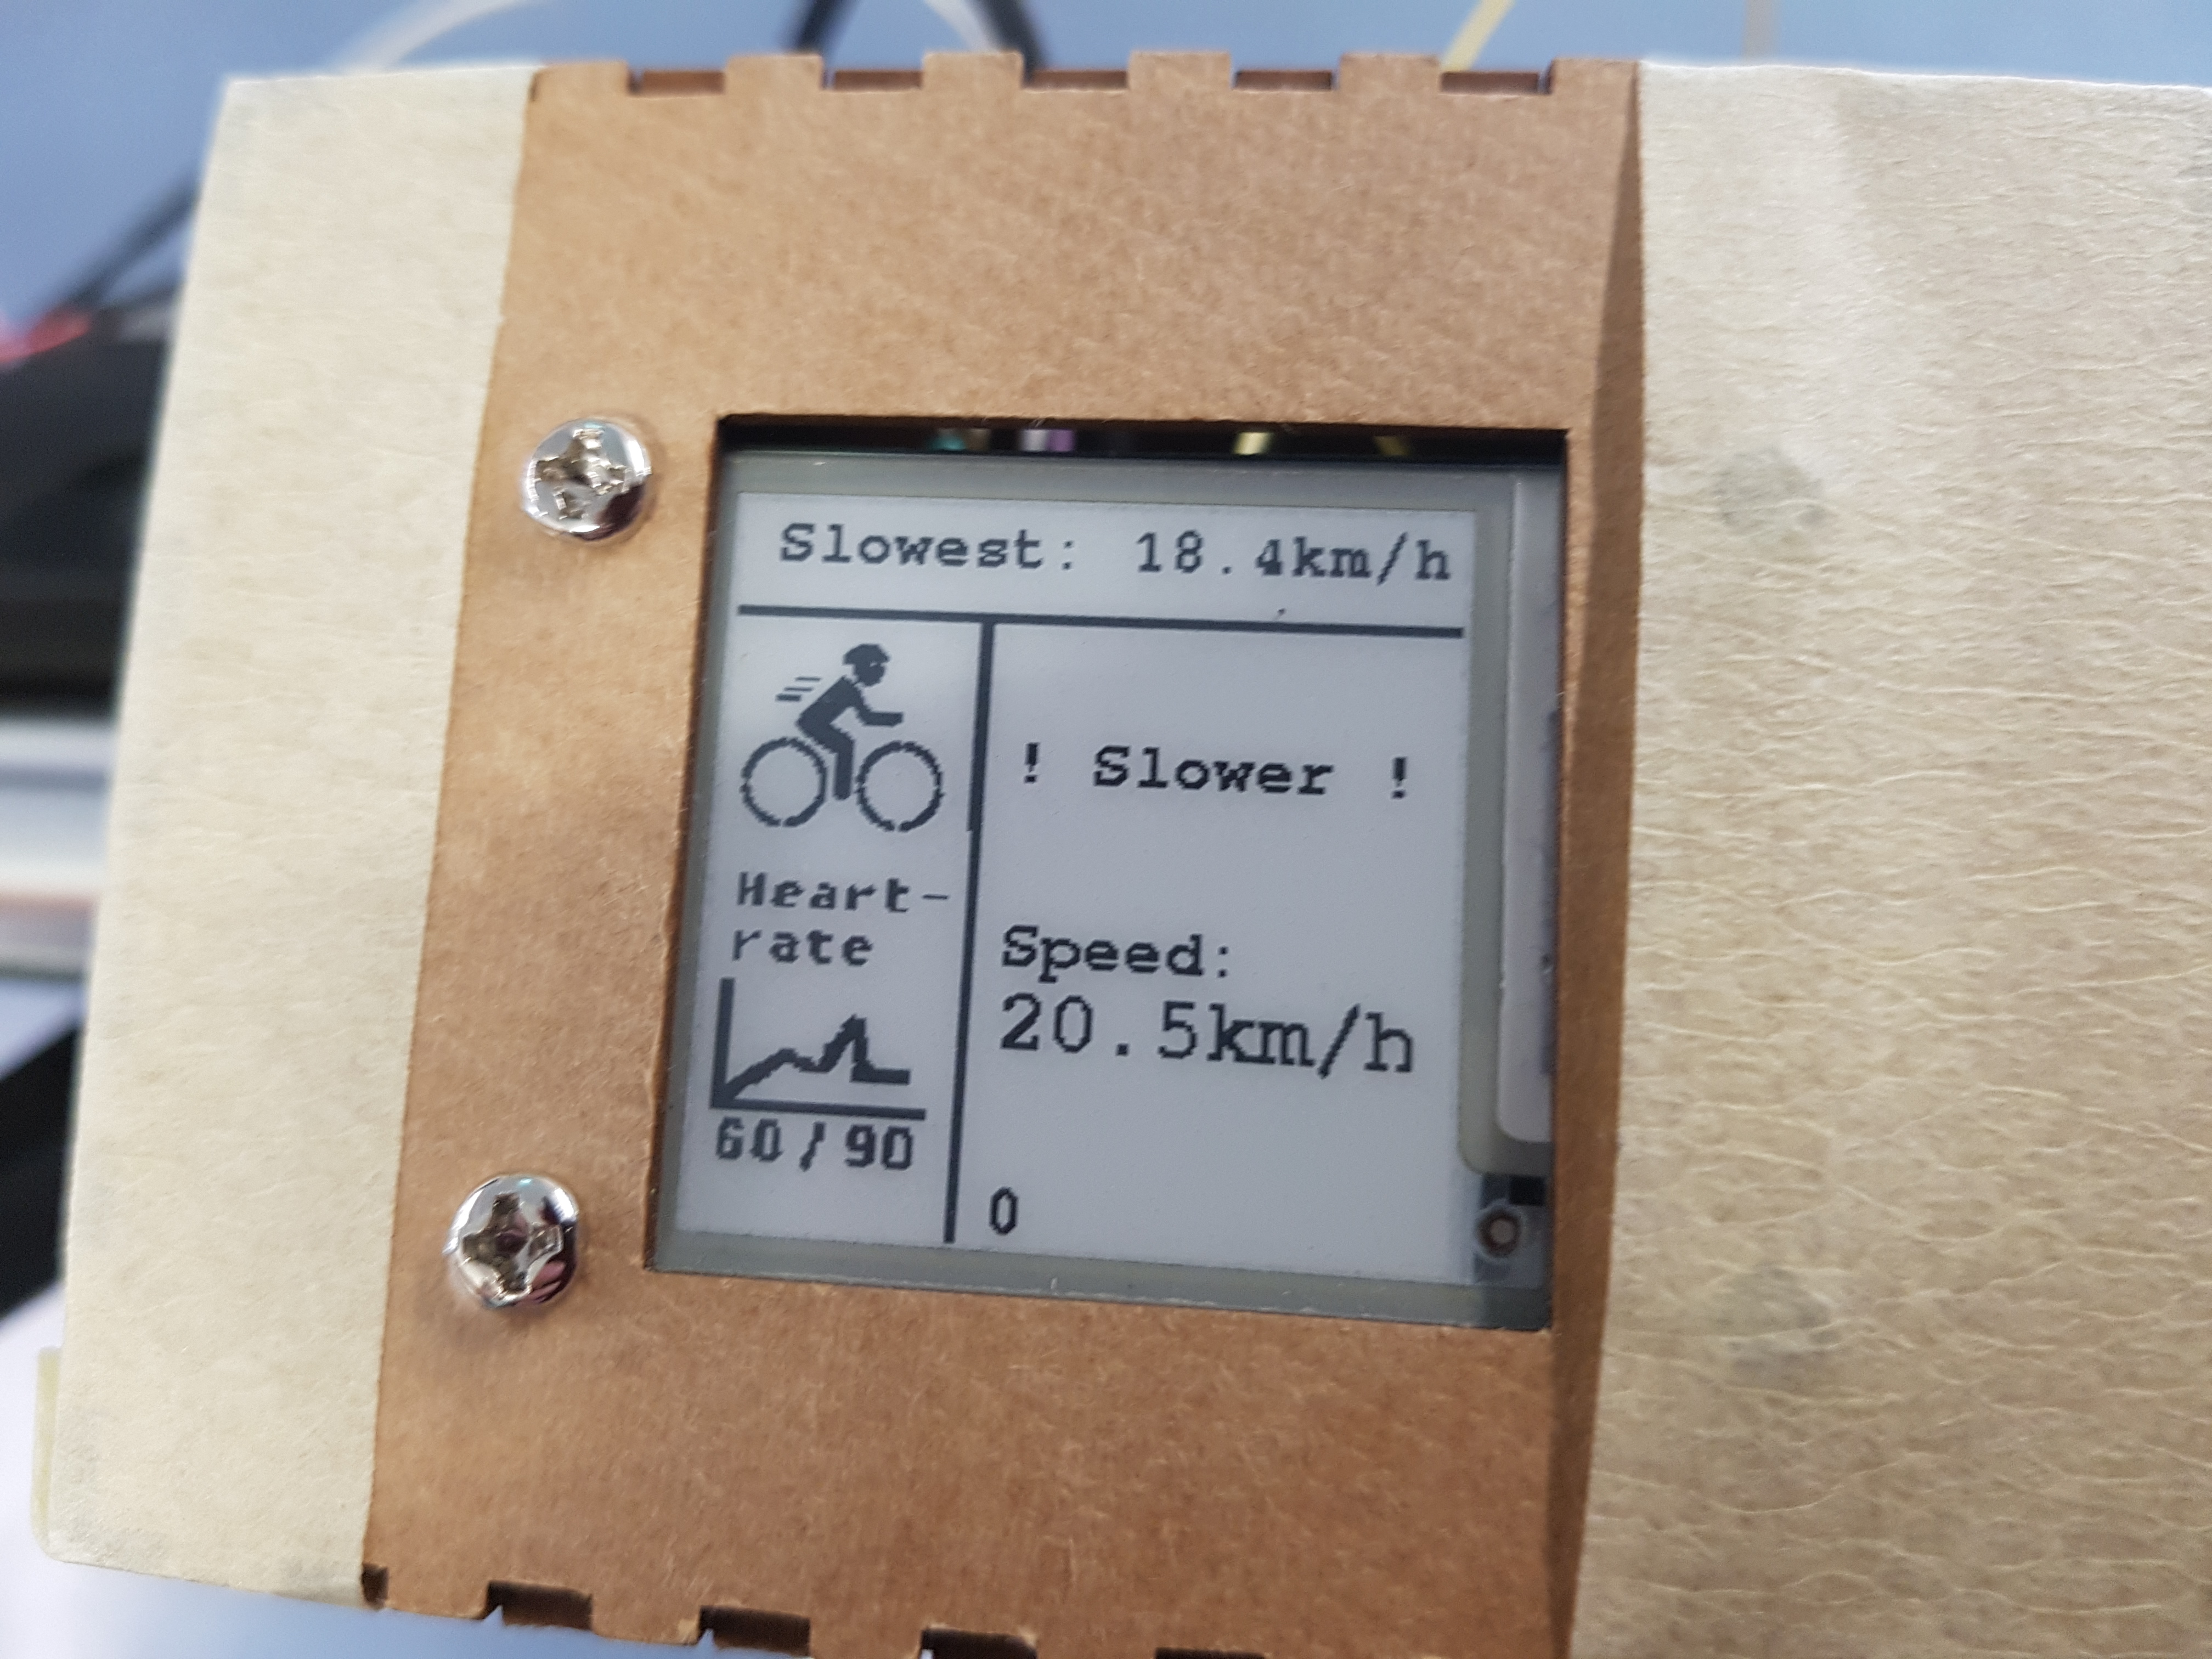 Slowest: 18.4km/h
! Slower !
Heart-
rate
60/90
Speed:
20.5km/h
0